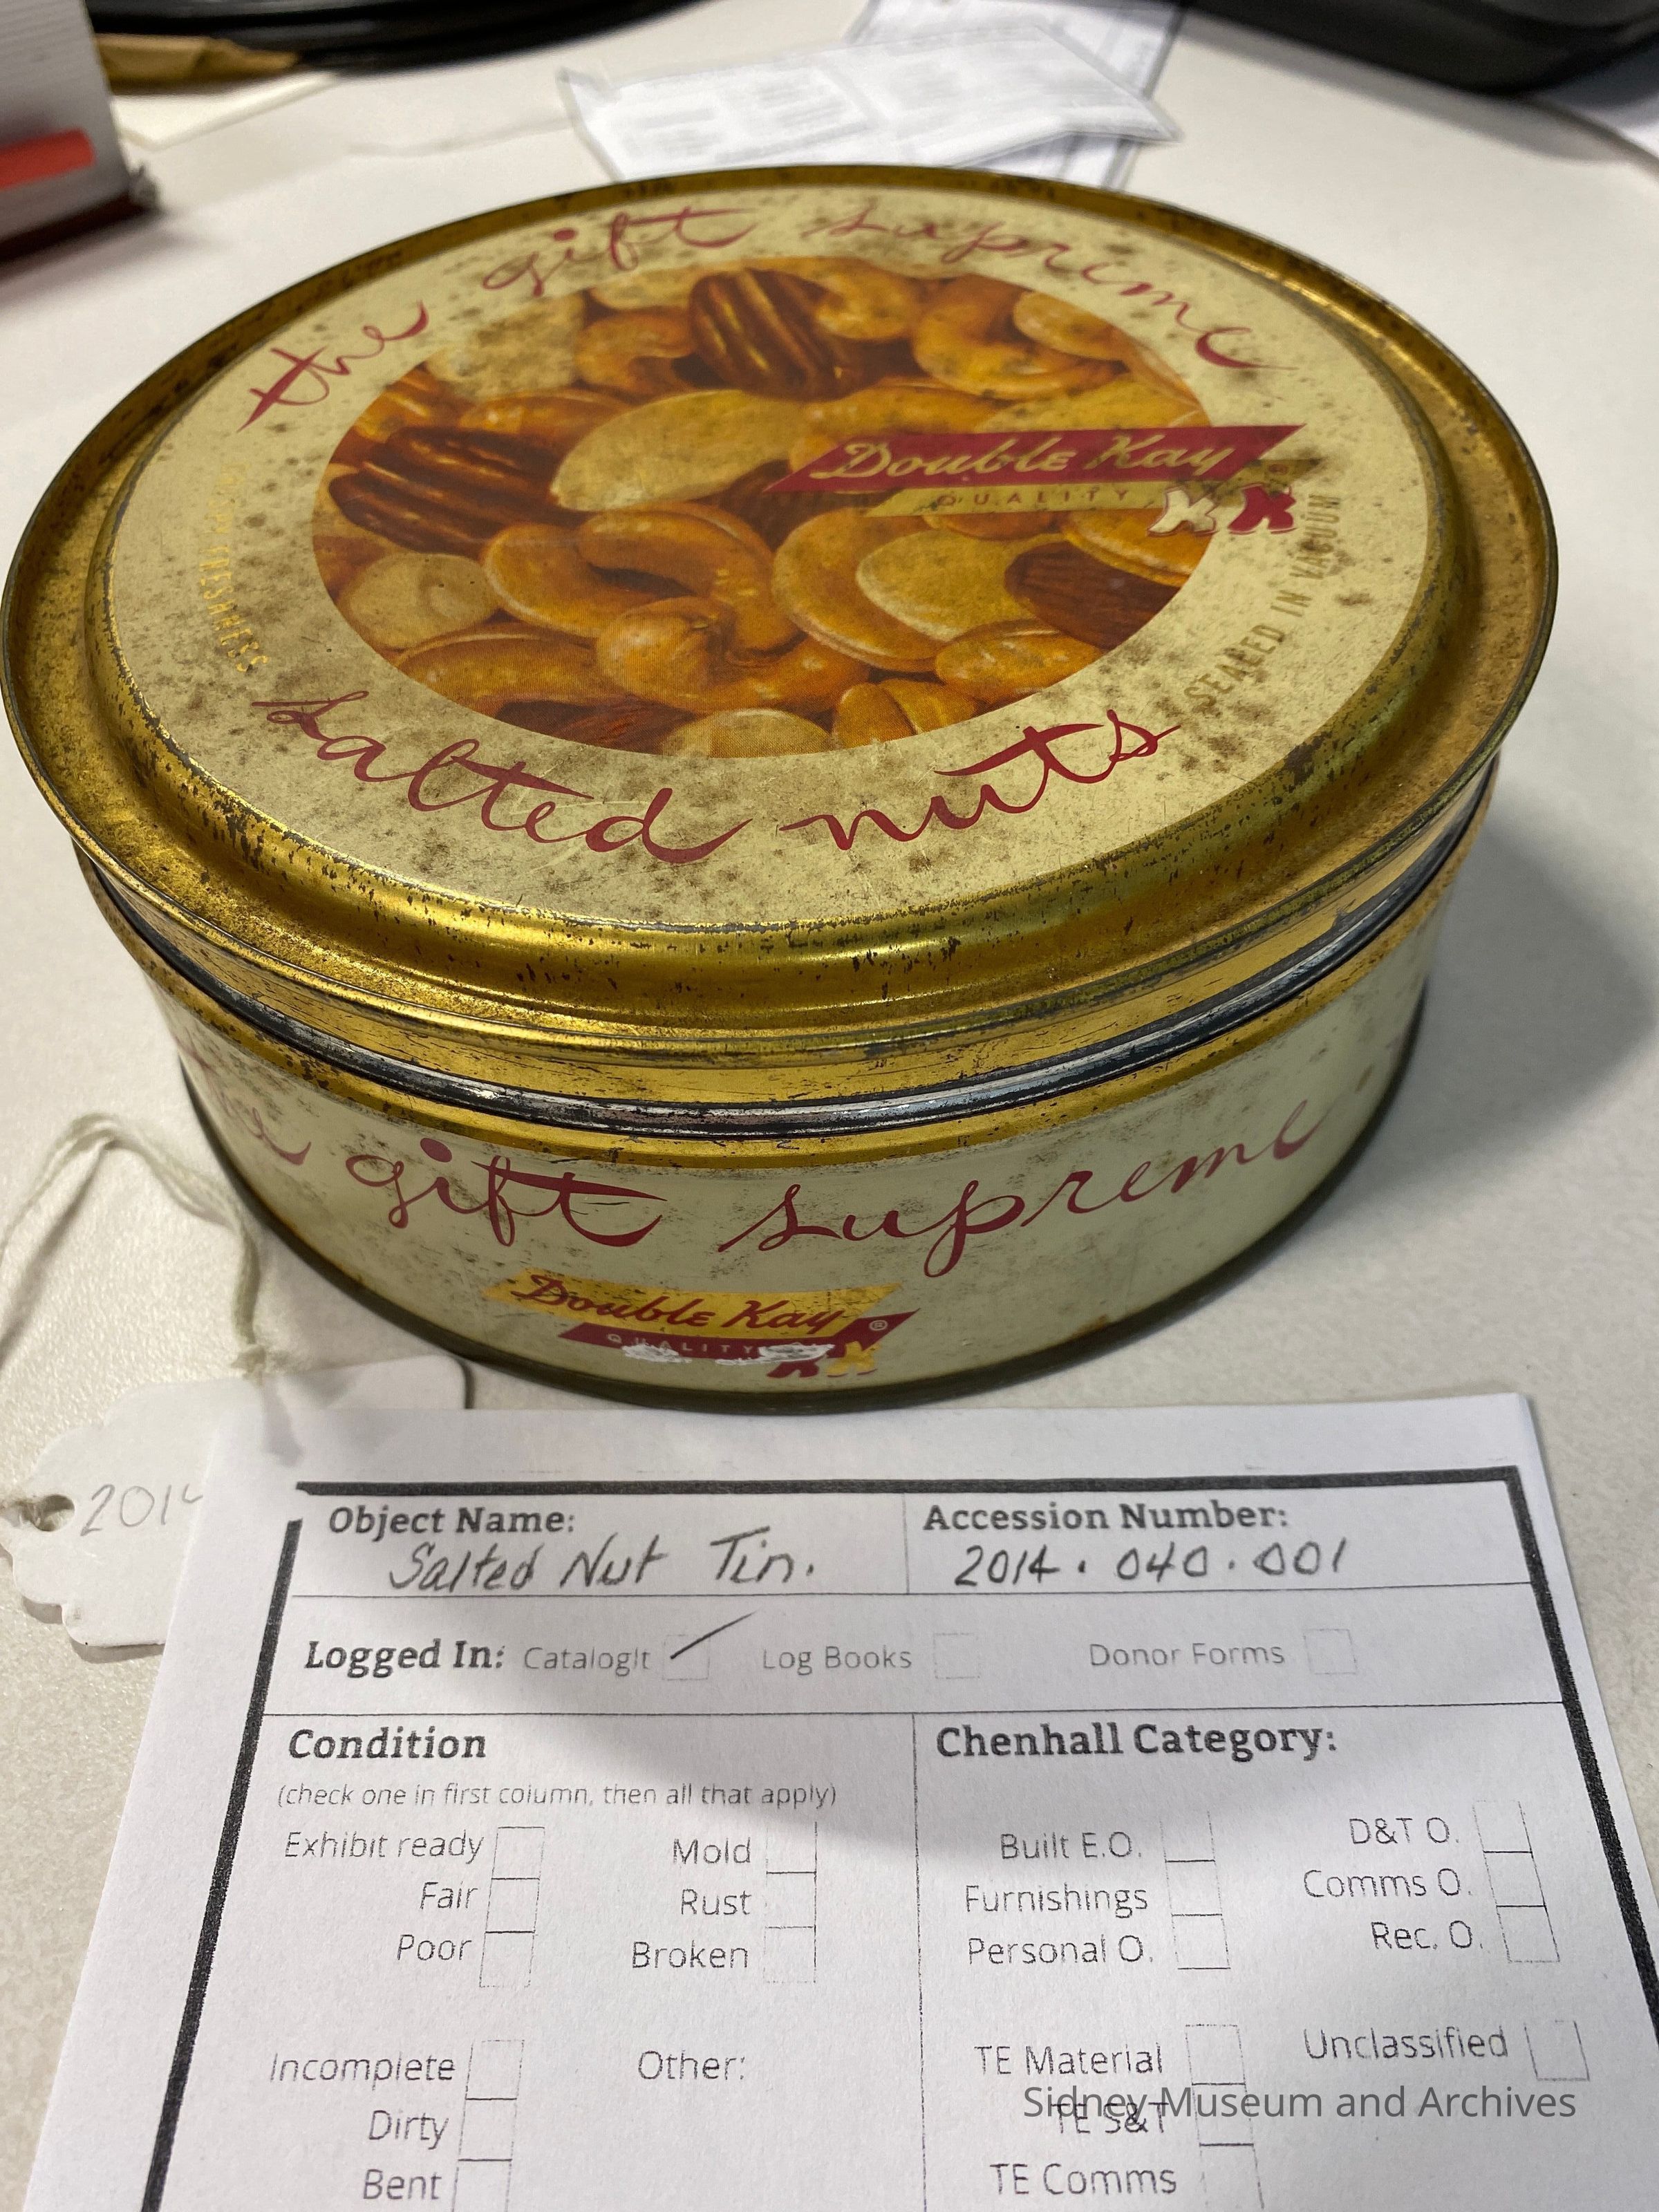 the gift supreme
Double Kay
QUALITY
FRESHNESS
SEALED IN VACUUM
salted nuts
the gift supreme
Double Kay ®
QUALITY
201
Object Name:
Salted Nut Tin.
Accession Number:
2014.040.001
Logged In: CatalogIt Log Books Donor Forms
Condition
(check one in first column, then all that apply)
Exhibit ready
Fair
Poor
Mold
Rust
Broken
Incomplete
Dirty
Bent
Other:
Chenhall Category:
Built E.O.
Furnishings
Personal O.
D&T O.
Comms O.
Rec. O.
TE Material
TE S&T
TE Comms
Unclassified
Sidney Museum and Archives